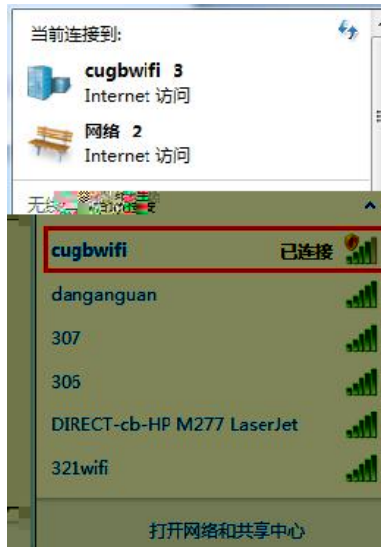 当前连接到:
cugbwifi 3
Internet 访问
网络 2
Internet 访问
cugbwifi 已连接
danganguan
307
306
DIRECT-cb-HP M277 LaserJet
321wifi
打开网络和共享中心